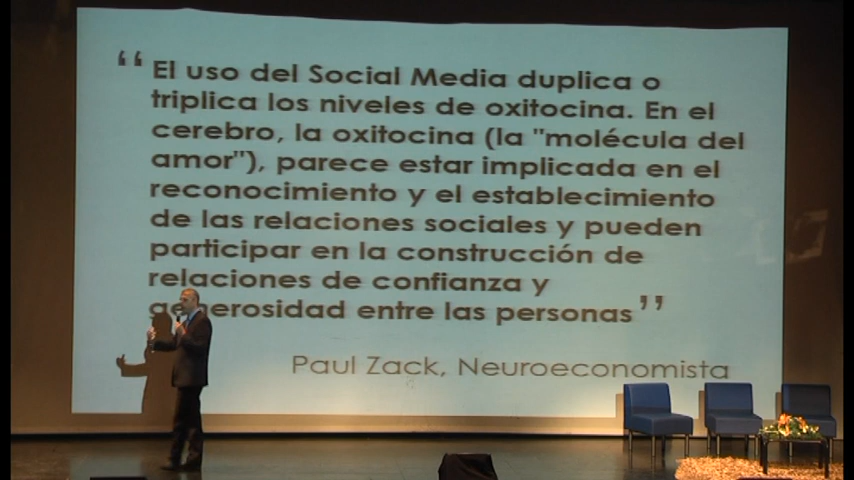 “ El uso del Social Media duplica o
triplica los niveles de oxitocina. En el
cerebro, la oxitocina (la "molécula del
amor"), parece estar implicada en el
reconocimiento y el establecimiento
de las relaciones sociales y pueden
participar en la construcción de
relaciones de confianza y
generosidad entre las personas ”
Paul Zack, Neuroeconomista